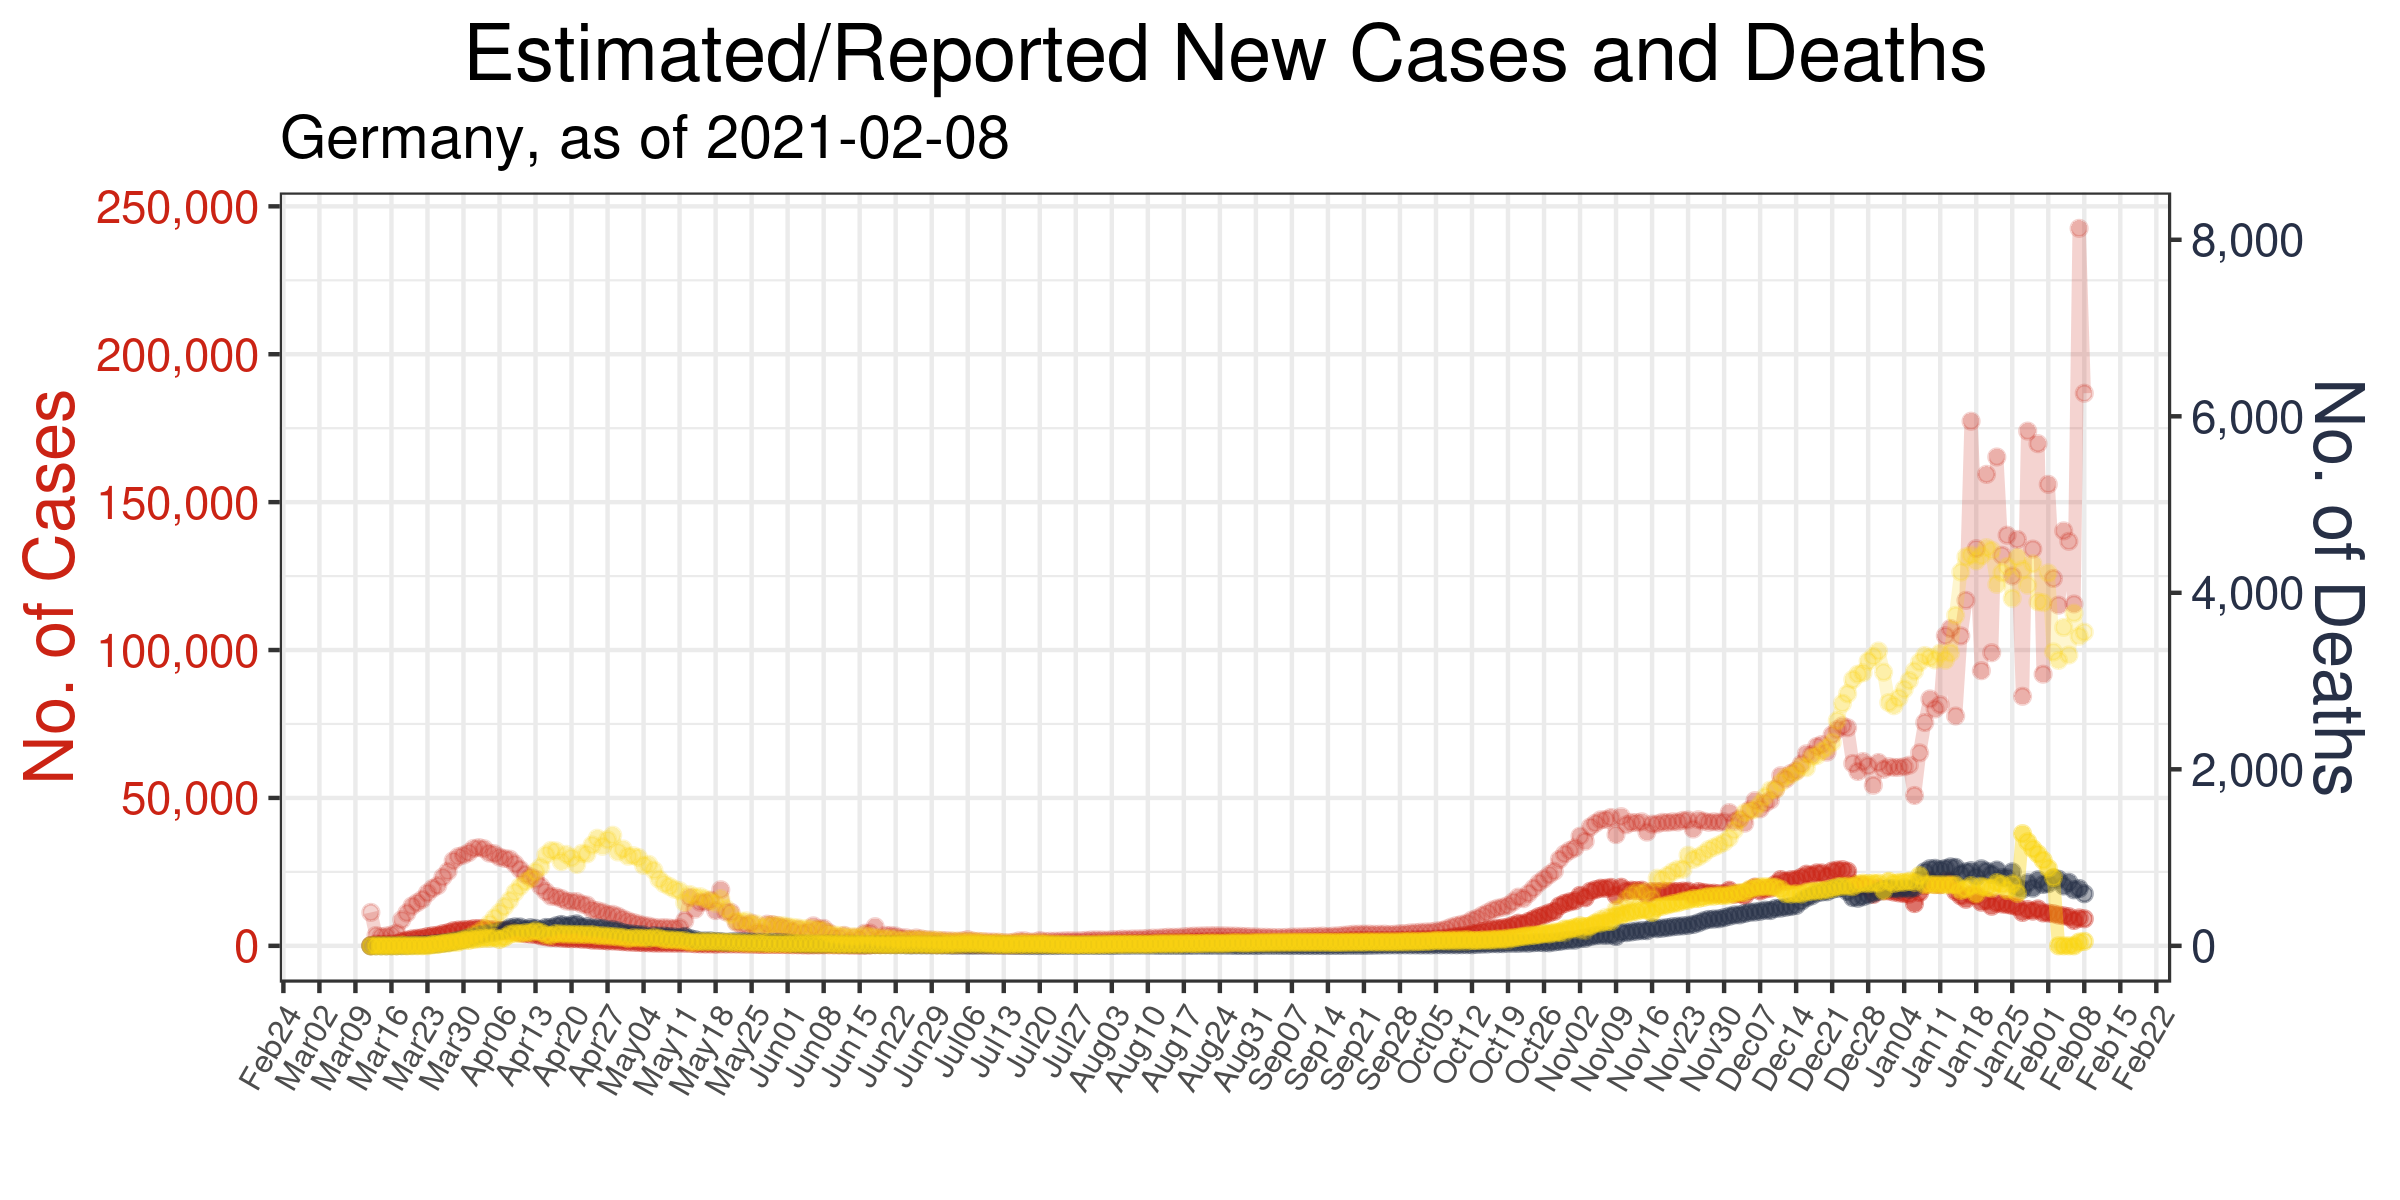 Estimated/Reported New Cases and Deaths
Germany, as of 2021-02-08
250,000
200,000
150,000
100,000
50,000
0
No. of Cases
8,000
6,000
4,000
2,000
0
No. of Deaths
Feb24
Mar02
Mar09
Mar16
Mar23
Mar30
Apr06
Apr13
Apr20
Apr27
May04
May11
May18
May25
Jun01
Jun08
Jun15
Jun22
Jun29
Jul06
Jul13
Jul20
Jul27
Aug03
Aug10
Aug17
Aug24
Aug31
Sep07
Sep14
Sep21
Sep28
Oct05
Oct12
Oct19
Oct26
Nov02
Nov09
Nov16
Nov23
Nov30
Dec07
Dec14
Dec21
Dec28
Jan04
Jan11
Jan18
Jan25
Feb01
Feb08
Feb15
Feb22